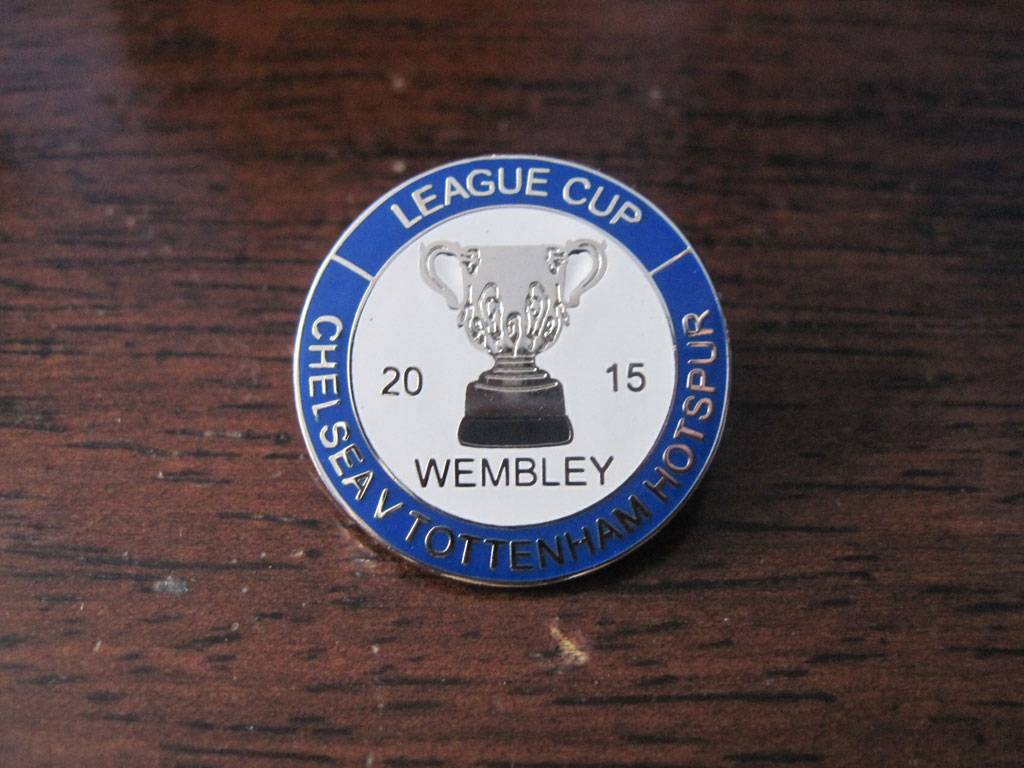 LEAGUE CUP
20 15
WEMBLEY
CHELSEA V TOTTENHAM HOTSPUR